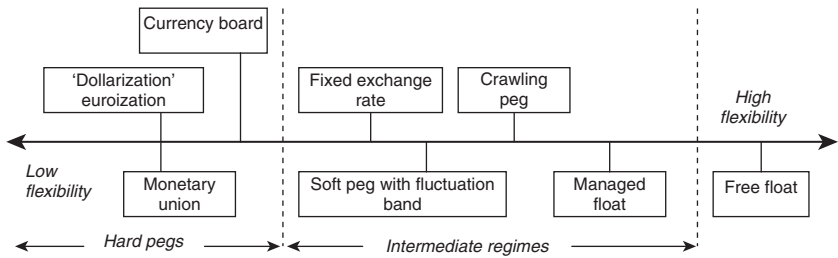 Currency board
'Dollarization'
euroization
Fixed exchange
rate
Crawling
peg
High
flexibility
Low
flexibility
Monetary
union
Soft peg with fluctuation
band
Managed
float
Free float
Hard pegs
Intermediate regimes